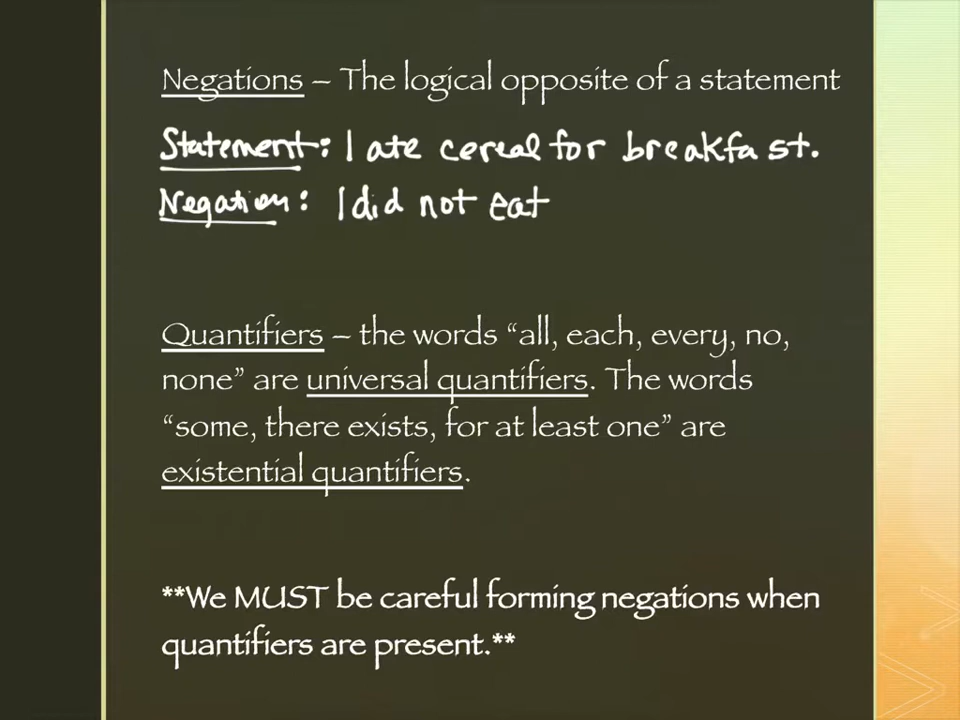 Negations – The logical opposite of a statement
Statement: I ate cereal for breakfast.
Negation: I did not eat
Quantifiers – the words “all, each, every, no,
none” are universal quantifiers. The words
“some, there exists, for at least one” are
existential quantifiers.
**We MUST be careful forming negations when
quantifiers are present.**